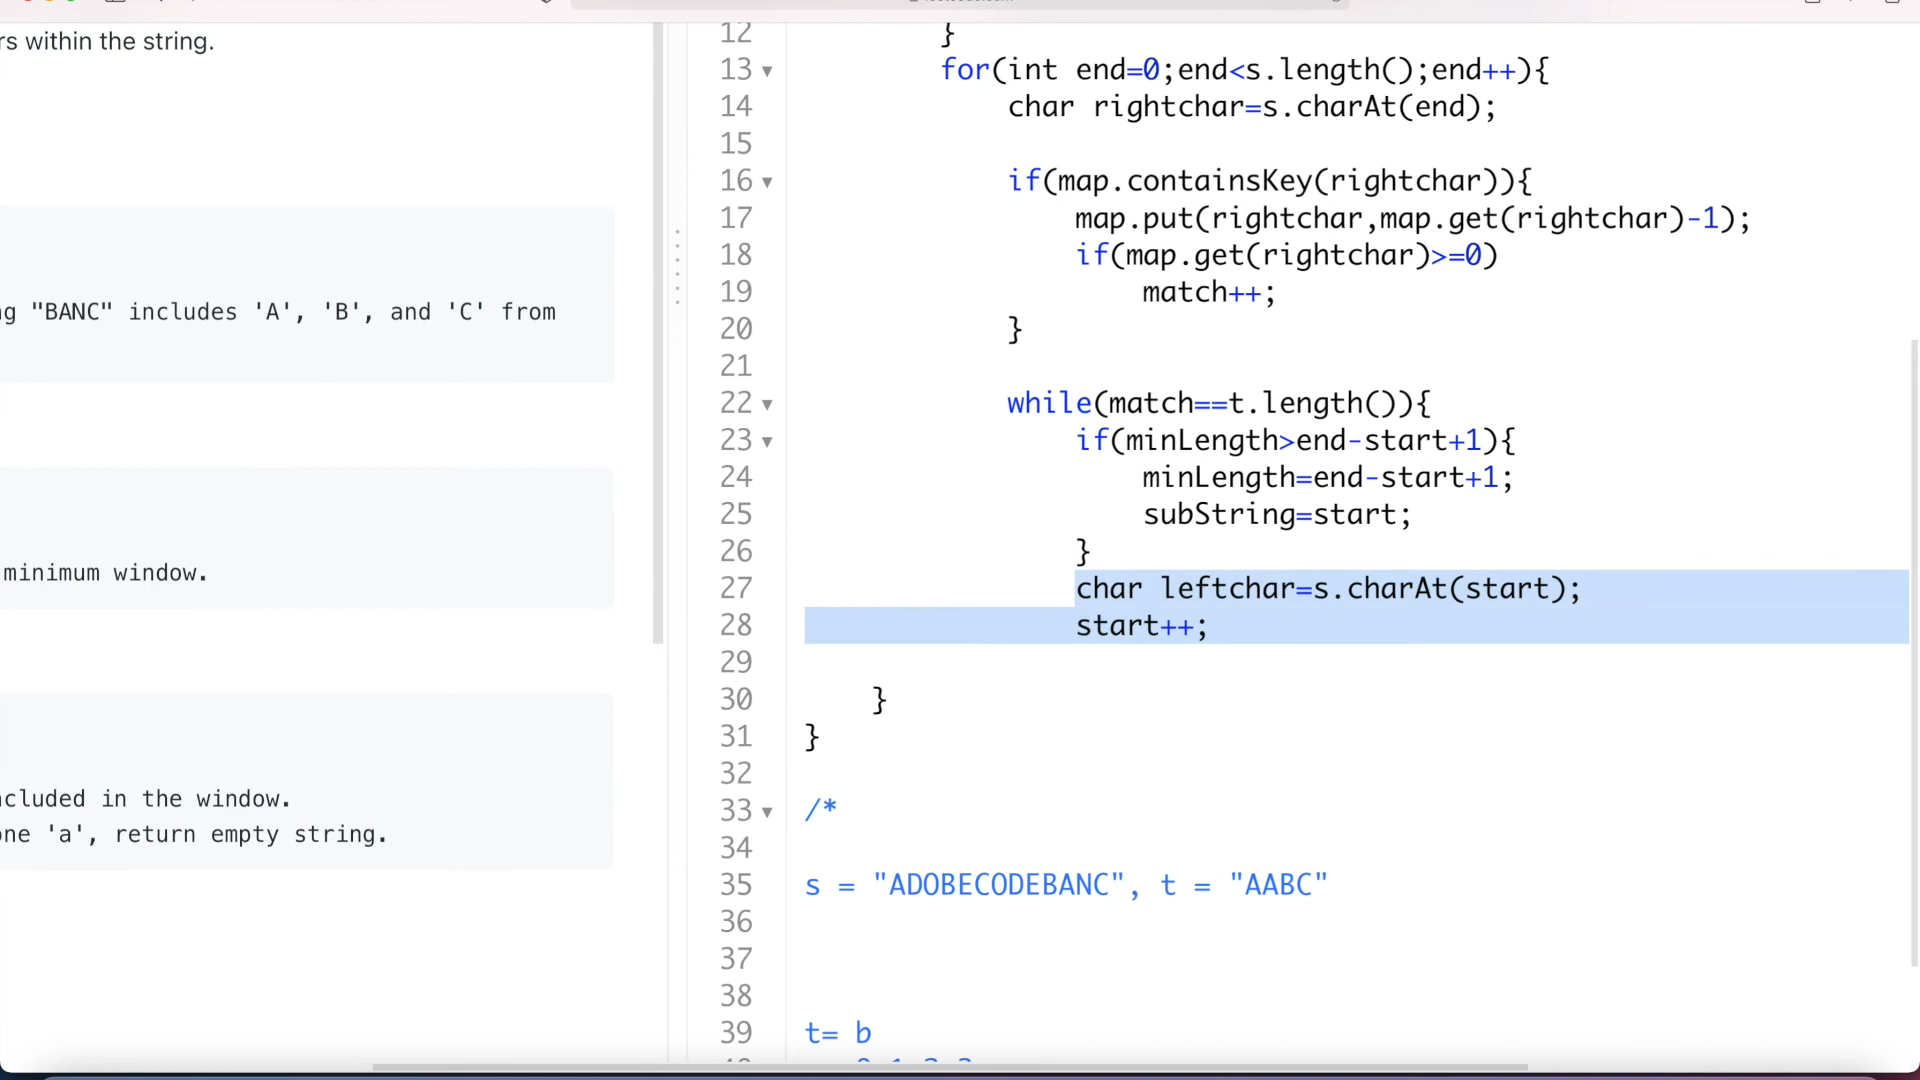 rs within the string.
ng "BANC" includes 'A', 'B', and 'C' from
minimum window.
ncluded in the window.
one 'a', return empty string.
12 }
13 for(int end=0;end<s.length();end++){
14 char rightchar=s.charAt(end);
15
16 if(map.containsKey(rightchar)){
17 map.put(rightchar,map.get(rightchar)-1);
18 if(map.get(rightchar)>=0)
19 match++;
20 }
21
22 while(match==t.length()){
23 if(minLength>end-start+1){
24 minLength=end-start+1;
25 subString=start;
26 }
27 char leftchar=s.charAt(start);
28 start++;
29
30 }
31 }
32
33 /*
34
35 s = "ADOBECODEBANC", t = "AABC"
36
37
38
39 t= b